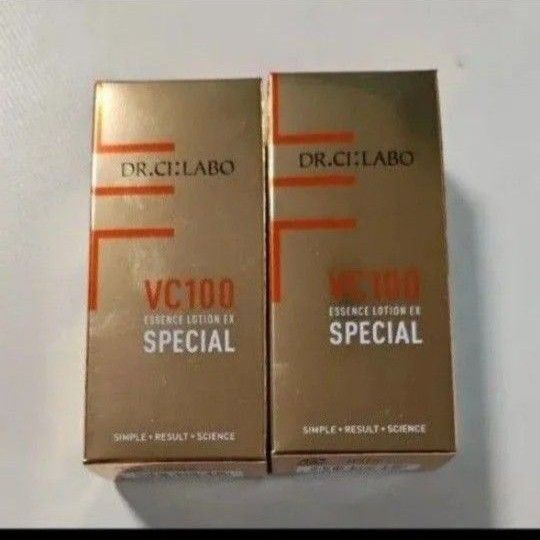 DR.CI:LABO
VC100
ESSENCE LOTION EX
SPECIAL
SIMPLE • RESULT • SCIENCE
DR.CI:LABO
VC100
ESSENCE LOTION EX
SPECIAL
SIMPLE • RESULT • SCIENCE